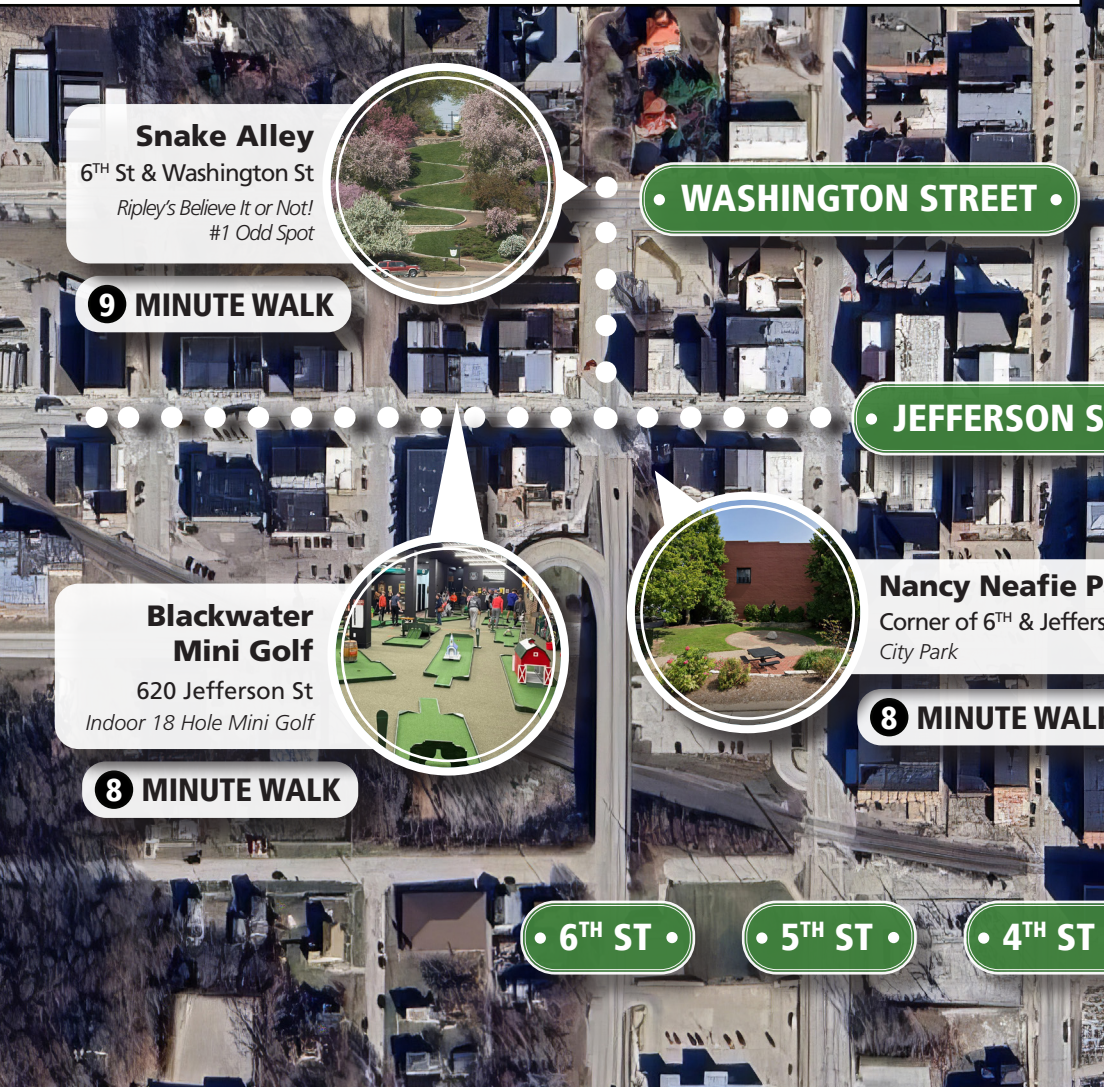 Snake Alley
6TH St & Washington St
Ripley's Believe It or Not!
#1 Odd Spot
9 MINUTE WALK
• WASHINGTON STREET •
• JEFFERSON S
Blackwater
Mini Golf
620 Jefferson St
Indoor 18 Hole Mini Golf
8 MINUTE WALK
Nancy Neafie P
Corner of 6TH & Jeffers
City Park
8 MINUTE WALK
• 6TH ST •
• 5TH ST •
• 4TH ST